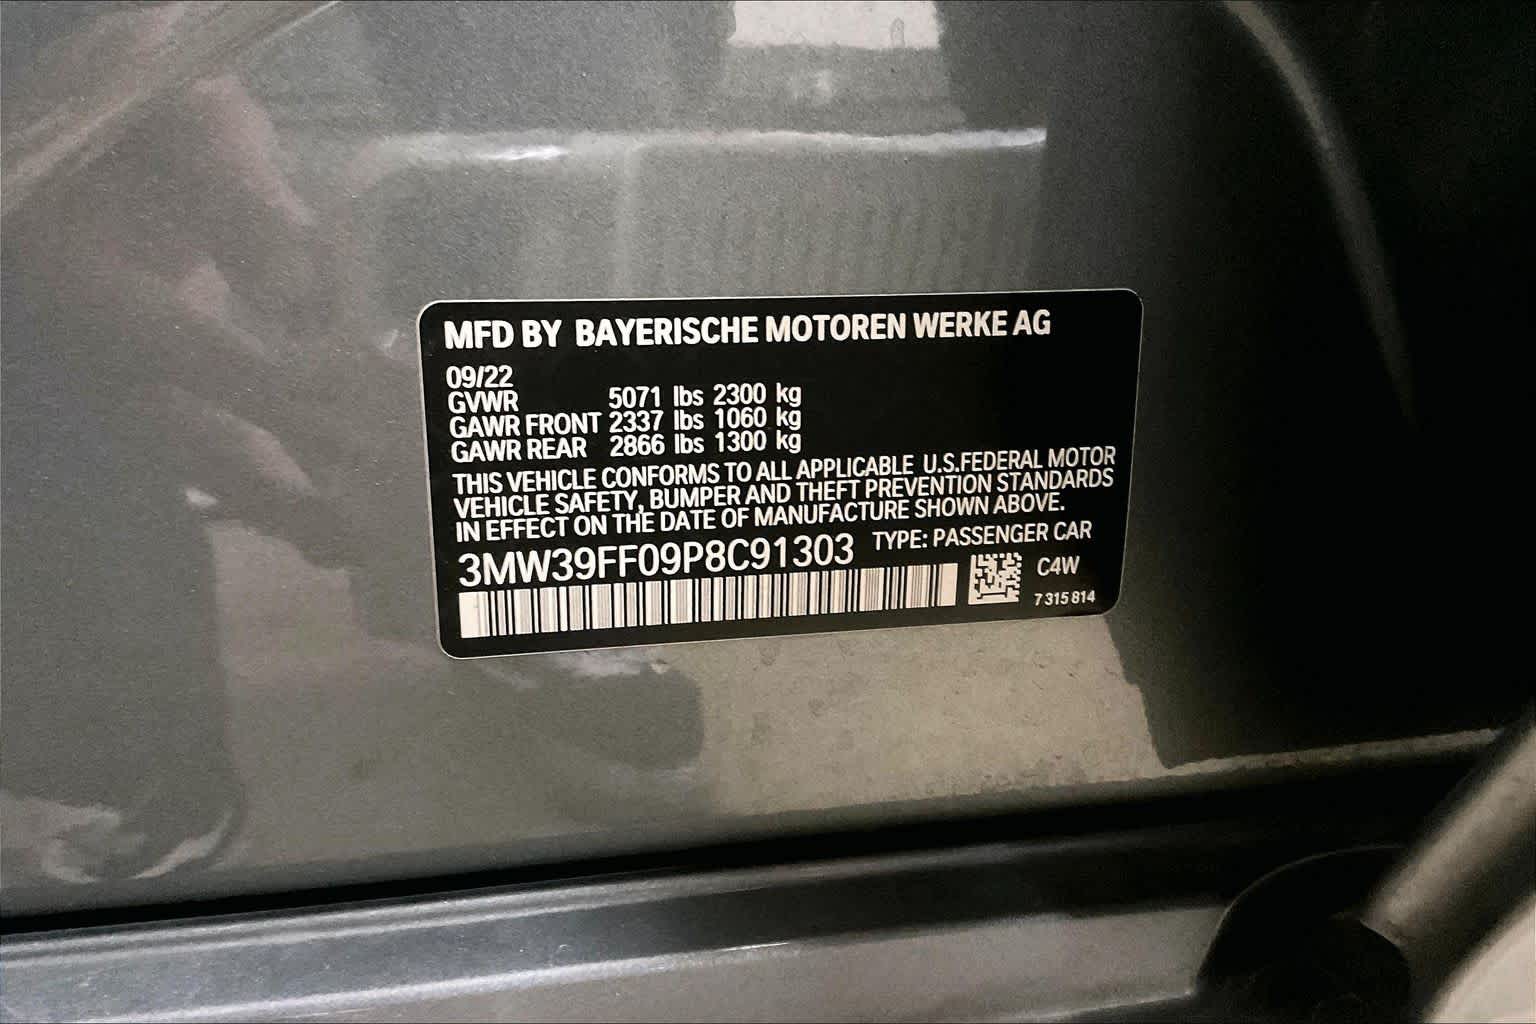 MFD BY BAYERISCHE MOTOREN WERKE AG
09/22
GVWR 5071 lbs 2300 kg
GAWR FRONT 2337 lbs 1060 kg
GAWR REAR 2866 lbs 1300 kg
THIS VEHICLE CONFORMS TO ALL APPLICABLE U.S.FEDERAL MOTOR
VEHICLE SAFETY, BUMPER AND THEFT PREVENTION STANDARDS
IN EFFECT ON THE DATE OF MANUFACTURE SHOWN ABOVE.
3MW39FF09P8C91303 TYPE: PASSENGER CAR
C4W
7 315 814